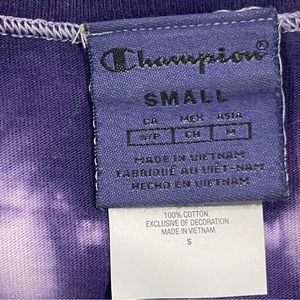 Champion®
SMALL
CA MEX ASIA
S/P CH M
MADE IN VIETNAM
FABRIQUÉ AU VIÊT-NAM
HECHO EN VIETNAM
100% COTTON.
EXCLUSIVE OF DECORATION
MADE IN VIETNAM
S